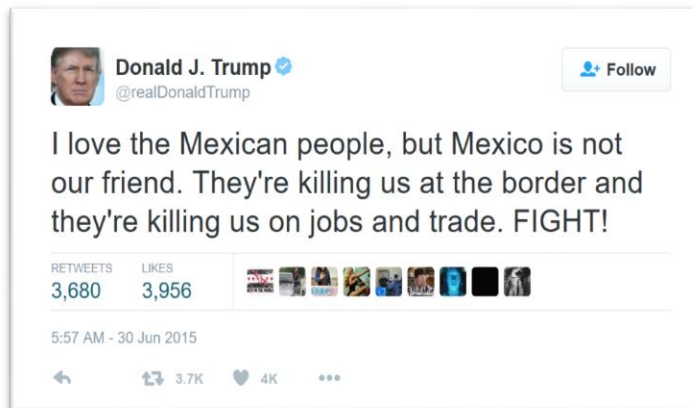 Donald J. Trump
@realDonaldTrump
Follow
I love the Mexican people, but Mexico is not
our friend. They're killing us at the border and
they're killing us on jobs and trade. FIGHT!
RETWEETS LIKES
3,680 3,956
5:57 AM - 30 Jun 2015
3.7K 4K